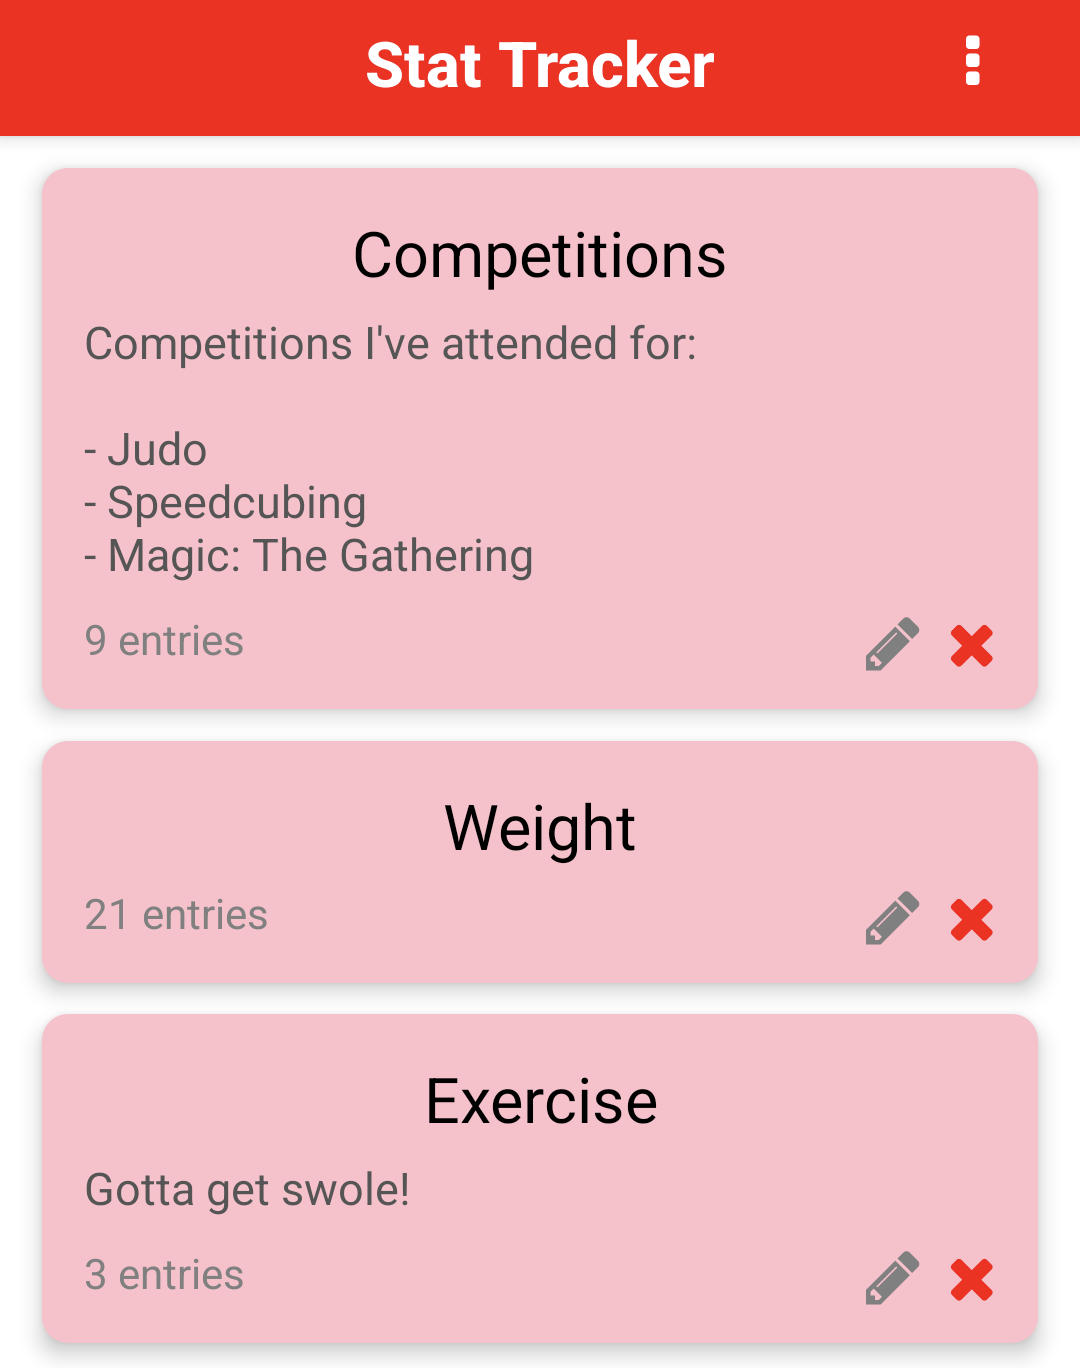 Stat Tracker
Competitions
Competitions I've attended for:
- Judo
- Speedcubing
- Magic: The Gathering
9 entries
Weight
21 entries
Exercise
Gotta get swole!
3 entries